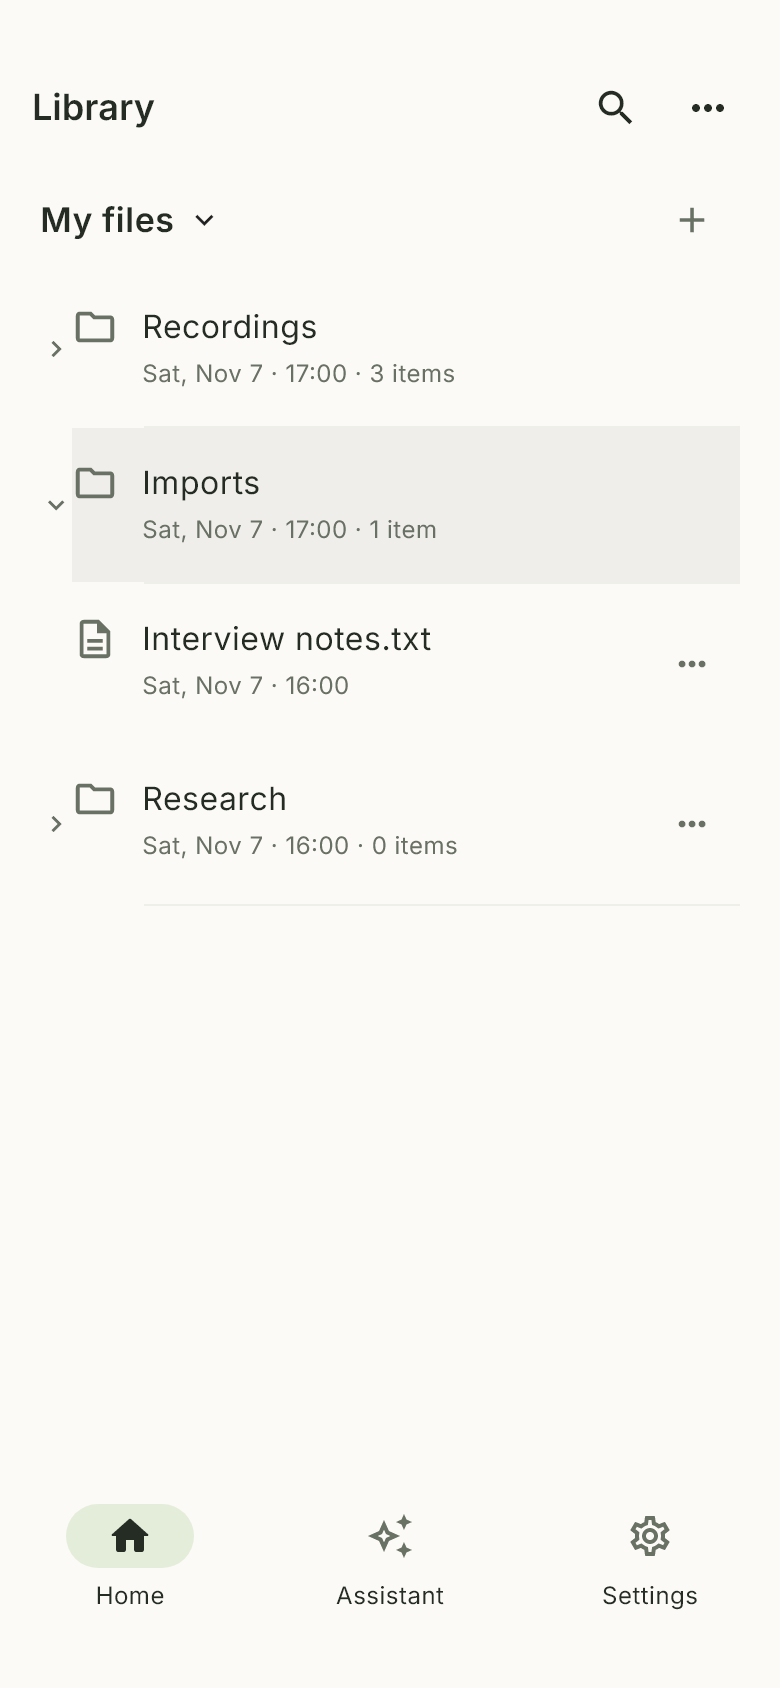 Library
My files
Recordings
Sat, Nov 7 · 17:00 · 3 items
Imports
Sat, Nov 7 · 17:00 · 1 item
Interview notes.txt
Sat, Nov 7 · 16:00
Research
Sat, Nov 7 · 16:00 · 0 items
Home
Assistant
Settings